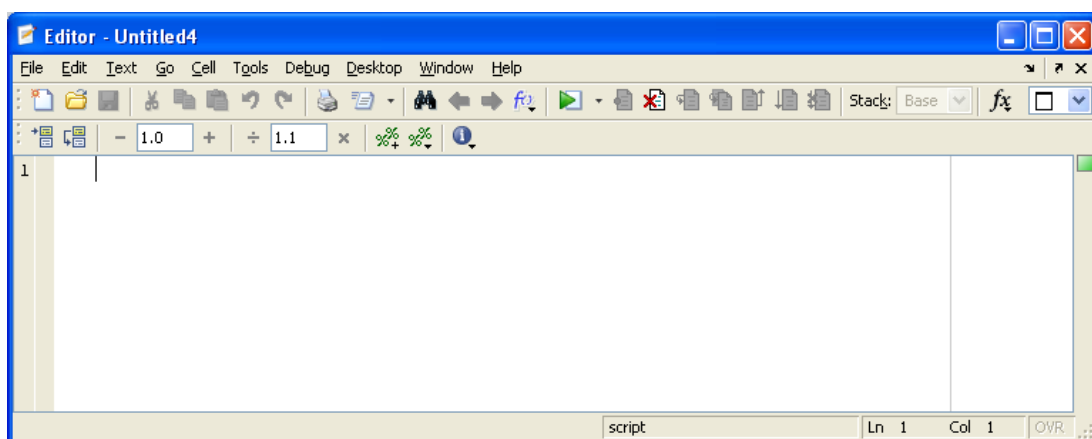 Editor - Untitled4
File Edit Text Go Cell Tools Debug Desktop Window Help
Stack: Base fx
- 1.0 + ÷ 1.1 ×
1
script Ln 1 Col 1 OVR